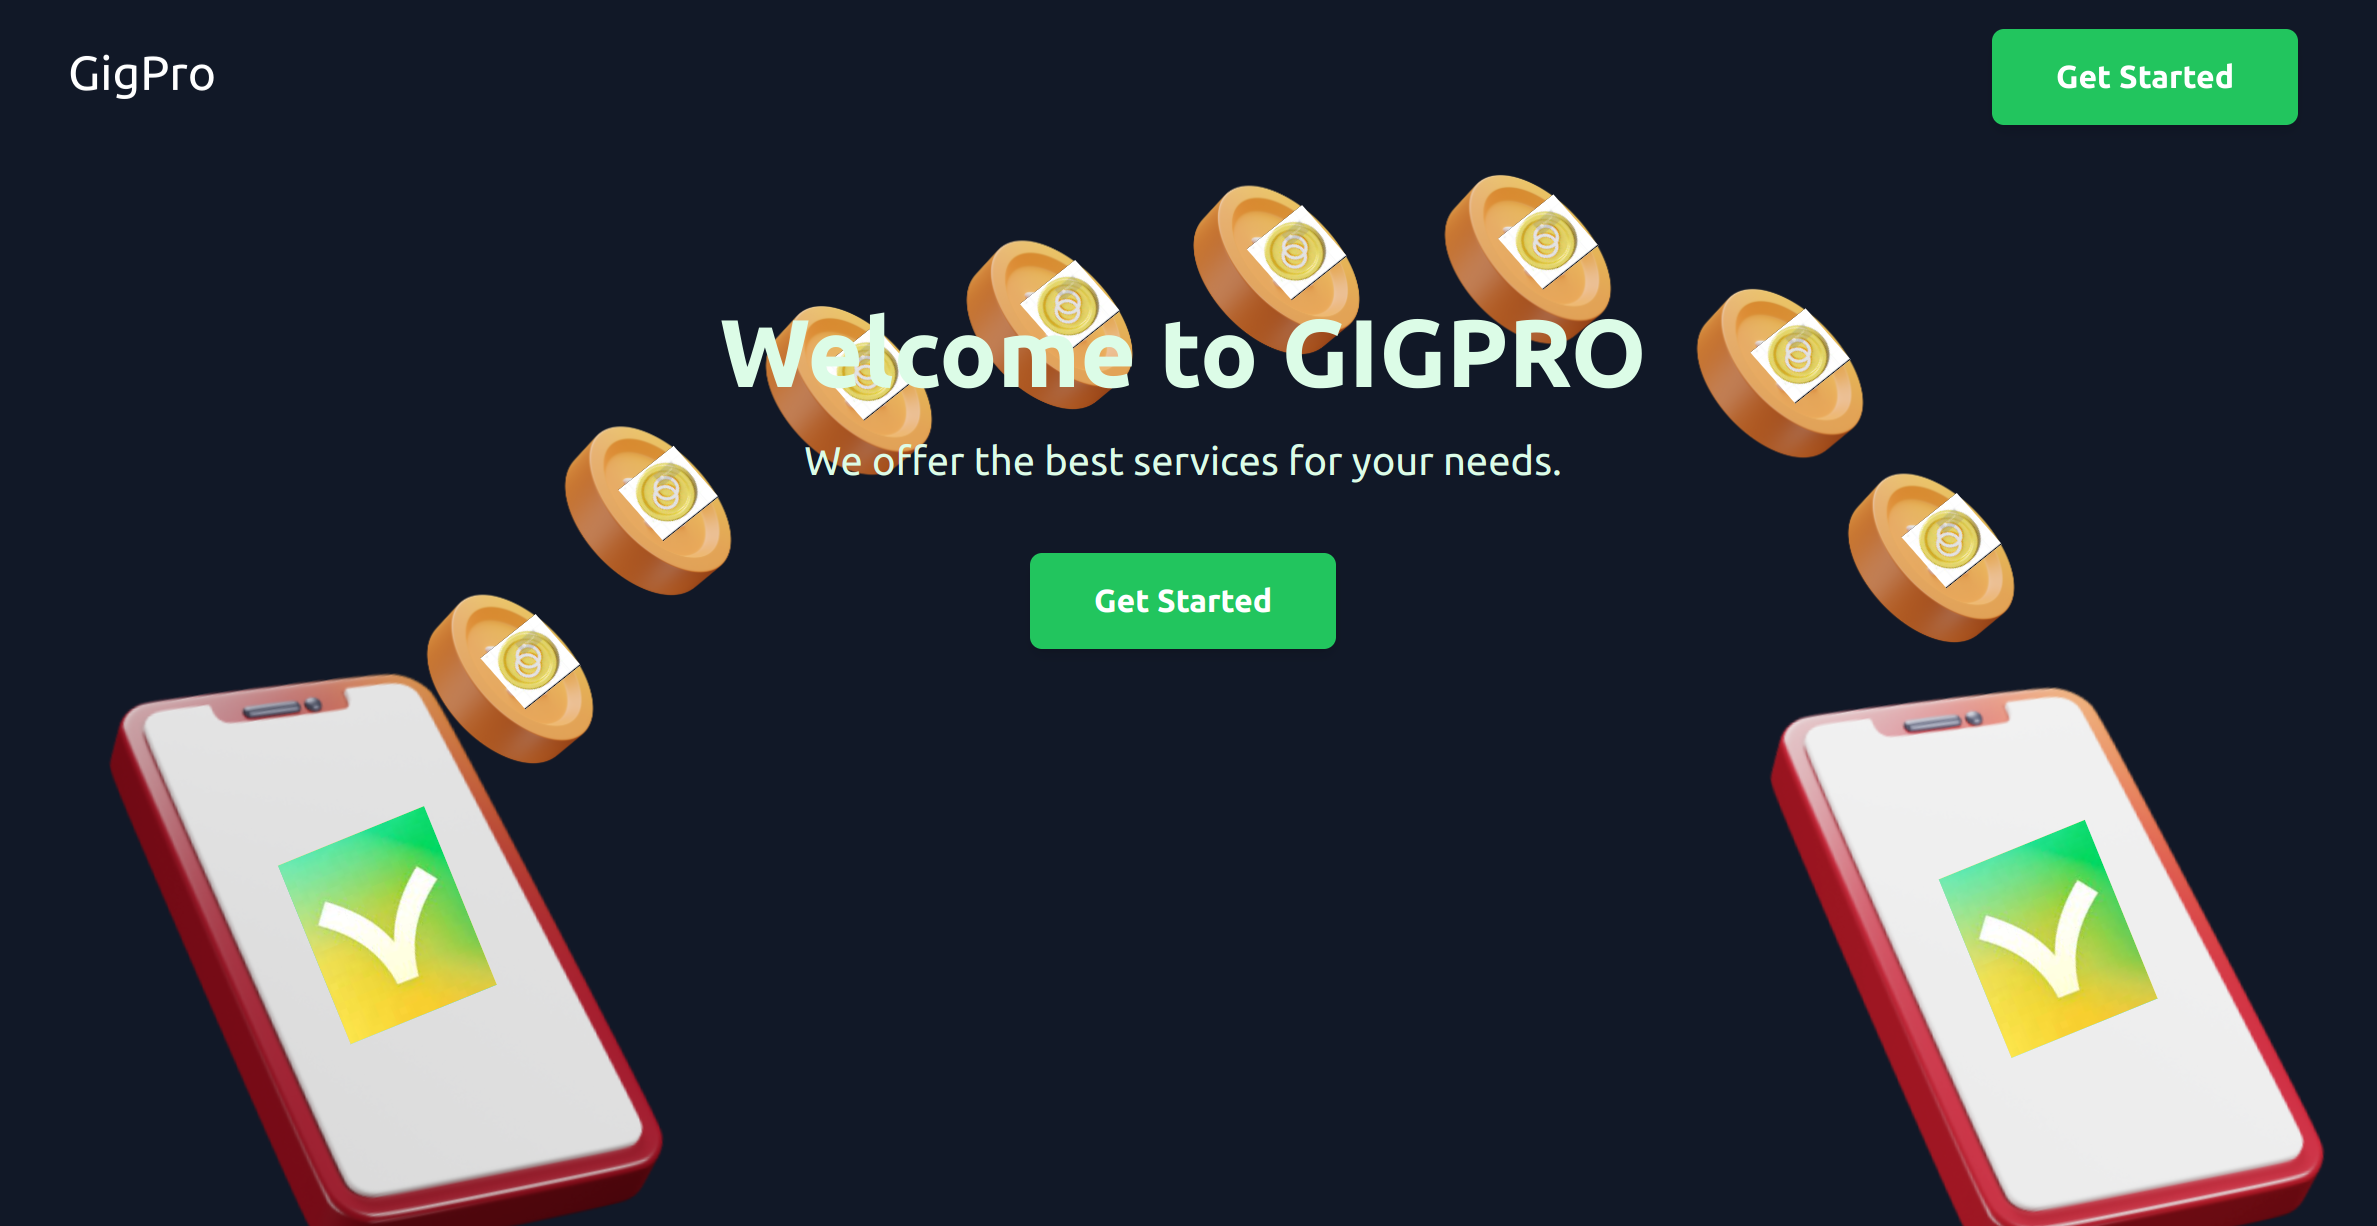 GigPro
Get Started
Welcome to GIGPRO
We offer the best services for your needs.
Get Started